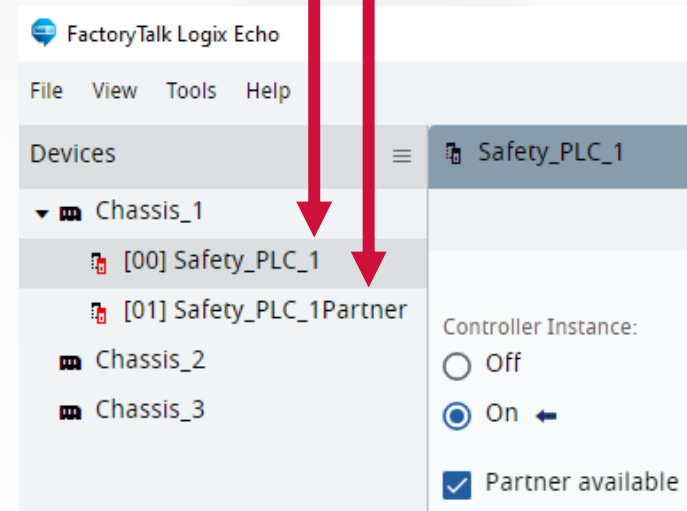 FactoryTalk Logix Echo
File View Tools Help
Devices
Safety_PLC_1
Chassis_1
[00] Safety_PLC_1
[01] Safety_PLC_1Partner
Chassis_2
Chassis_3
Controller Instance:
Off
On
Partner available